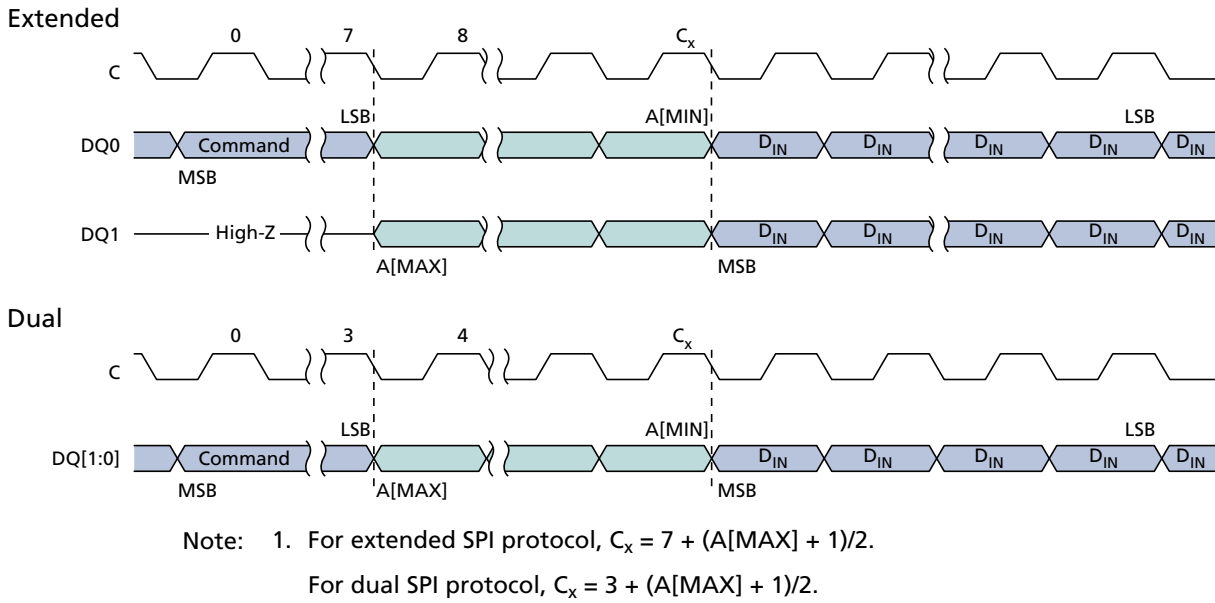 Extended
0 7 8 Cx
C
LSB A[MIN] LSB
DQ0 Command DIN DIN DIN DIN DIN
MSB
DQ1 High-Z DIN DIN DIN DIN DIN
A[MAX] MSB
Dual
0 3 4 Cx
C
LSB A[MIN] LSB
DQ[1:0] Command DIN DIN DIN DIN DIN
MSB A[MAX] MSB
Note: 1. For extended SPI protocol, Cx = 7 + (A[MAX] + 1)/2.
For dual SPI protocol, Cx = 3 + (A[MAX] + 1)/2.